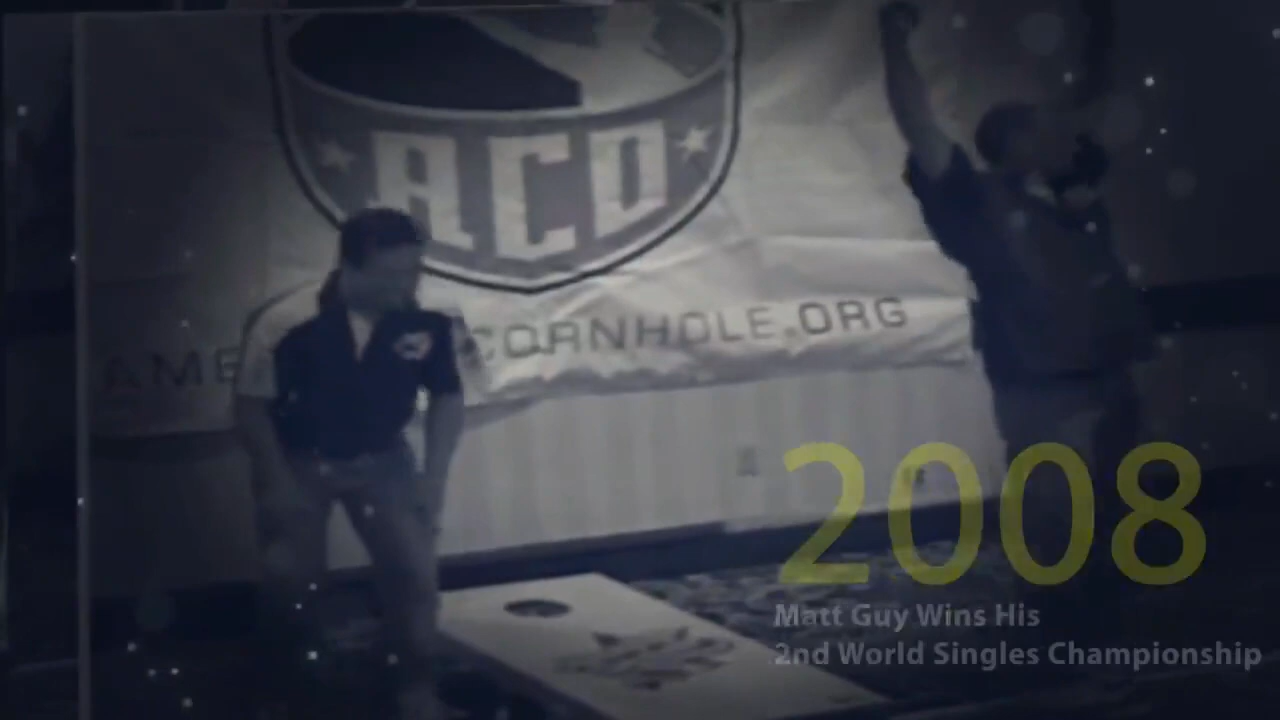 ACO
AME CORNHOLE.ORG
2008
Matt Guy Wins His
2nd World Singles Championship